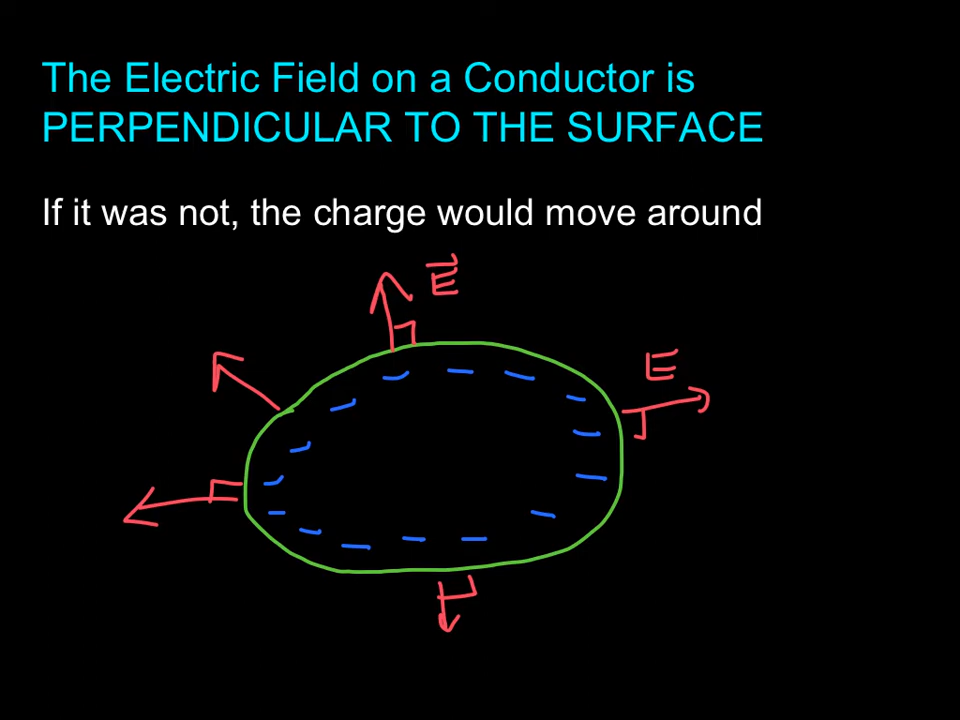 The Electric Field on a Conductor is
PERPENDICULAR TO THE SURFACE
If it was not, the charge would move around
E⃗
E